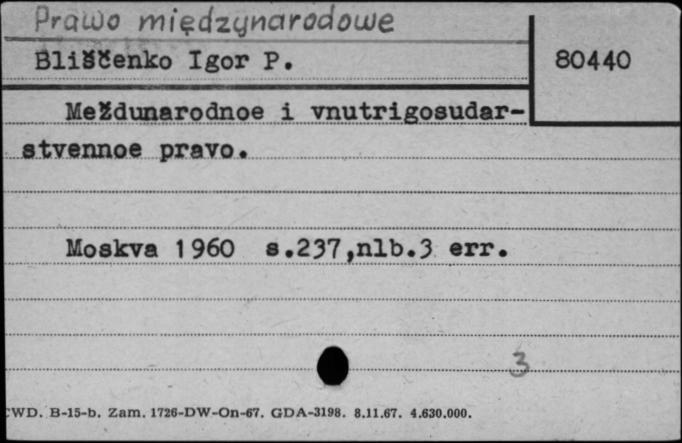 Prawo międzynarodowe
Bliščenko Igor P.
80440
Meždunarodnoe i vnutrigosudar-
stvennoe pravo.
Moskva 1960 s.237,nlb.3 err.
3
WD. B-15-b. Zam. 1726-DW-On-67. GDA-3198. 8.11.67. 4.630.000.